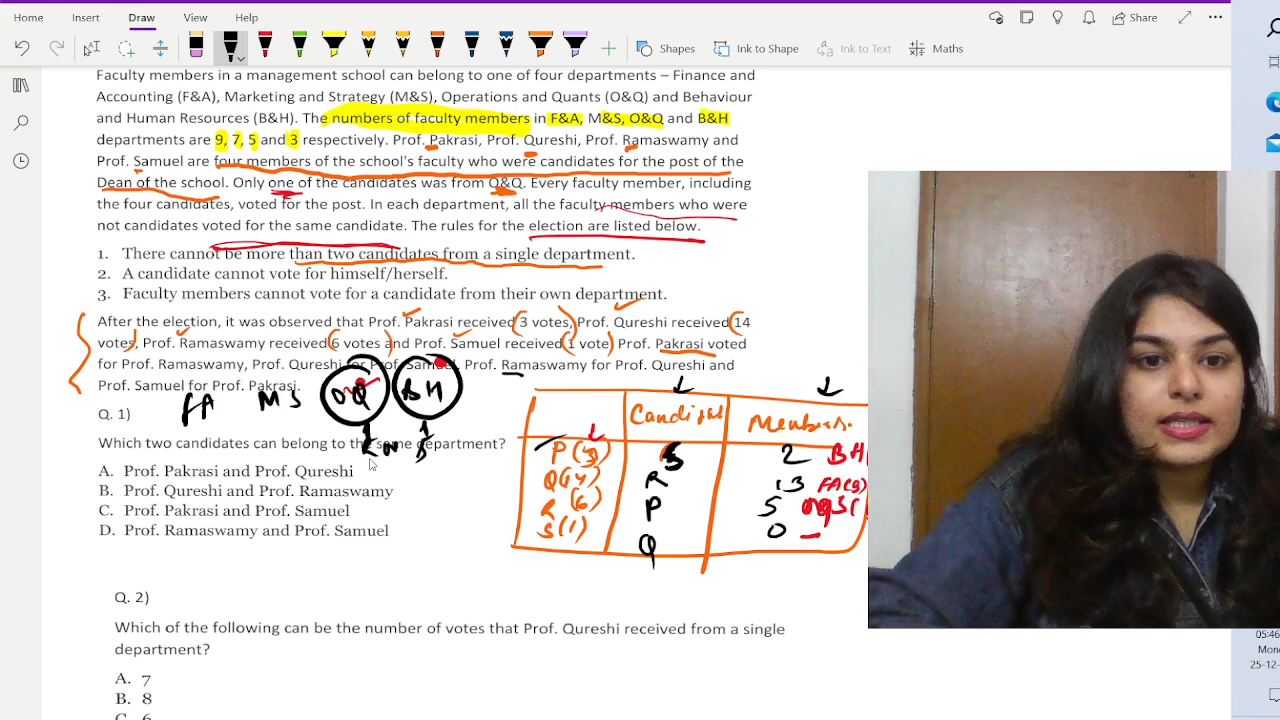 Home Insert Draw View Help
Share
Shapes Ink to Shape Ink to Text Maths
Faculty members in a management school can belong to one of four departments – Finance and
Accounting (F&A), Marketing and Strategy (M&S), Operations and Quants (O&Q) and Behaviour
and Human Resources (B&H). The numbers of faculty members in F&A, M&S, O&Q and B&H
departments are 9, 7, 5 and 3 respectively. Prof. Pakrasi, Prof. Qureshi, Prof. Ramaswamy and
Prof. Samuel are four members of the school's faculty who were candidates for the post of the
Dean of the school. Only one of the candidates was from O&Q. Every faculty member, including
the four candidates, voted for the post. In each department, all the faculty members who were
not candidates voted for the same candidate. The rules for the election are listed below.
1. There cannot be more than two candidates from a single department.
2. A candidate cannot vote for himself/herself.
3. Faculty members cannot vote for a candidate from their own department.
After the election, it was observed that Prof. Pakrasi received 3 votes, Prof. Qureshi received 14
votes, Prof. Ramaswamy received 6 votes and Prof. Samuel received 1 vote. Prof. Pakrasi voted
for Prof. Ramaswamy, Prof. Qureshi for Prof. Samuel, Prof. Ramaswamy for Prof. Qureshi and
Prof. Samuel for Prof. Pakrasi.
FA MS OQ BH
Q. 1)
Which two candidates can belong to the same department?
A. Prof. Pakrasi and Prof. Qureshi
B. Prof. Qureshi and Prof. Ramaswamy
C. Prof. Pakrasi and Prof. Samuel
D. Prof. Ramaswamy and Prof. Samuel
Members
P(3) S 2 BH
Q(14) R 13 FA(9)
R (6) P 5
S(1) Q 0
Q. 2)
Which of the following can be the number of votes that Prof. Qureshi received from a single
department?
A. 7
B. 8
C. 6
05:46
25-12-